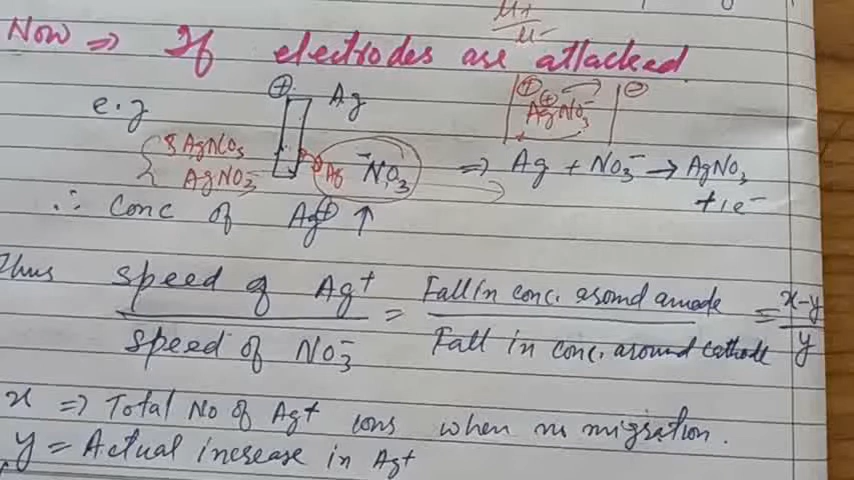 μ+
μ-
Now ⇒ If electrodes are attacked.
e.g ⊕ Ag
⊕ ⊖
⊕
AgNO3-
8 AgNO3
AgNO3 Ag -NO3 ⇒ Ag + NO3- → AgNO3
+1e-
∴ Conc of Ag⊕ ↑
Thus speed of Ag+ / speed of NO3- = Fall in conc. around anode / Fall in conc. around cathode = x-y / y
x ⇒ Total No of Ag+ ions when no migration.
y = Actual increase in Ag+